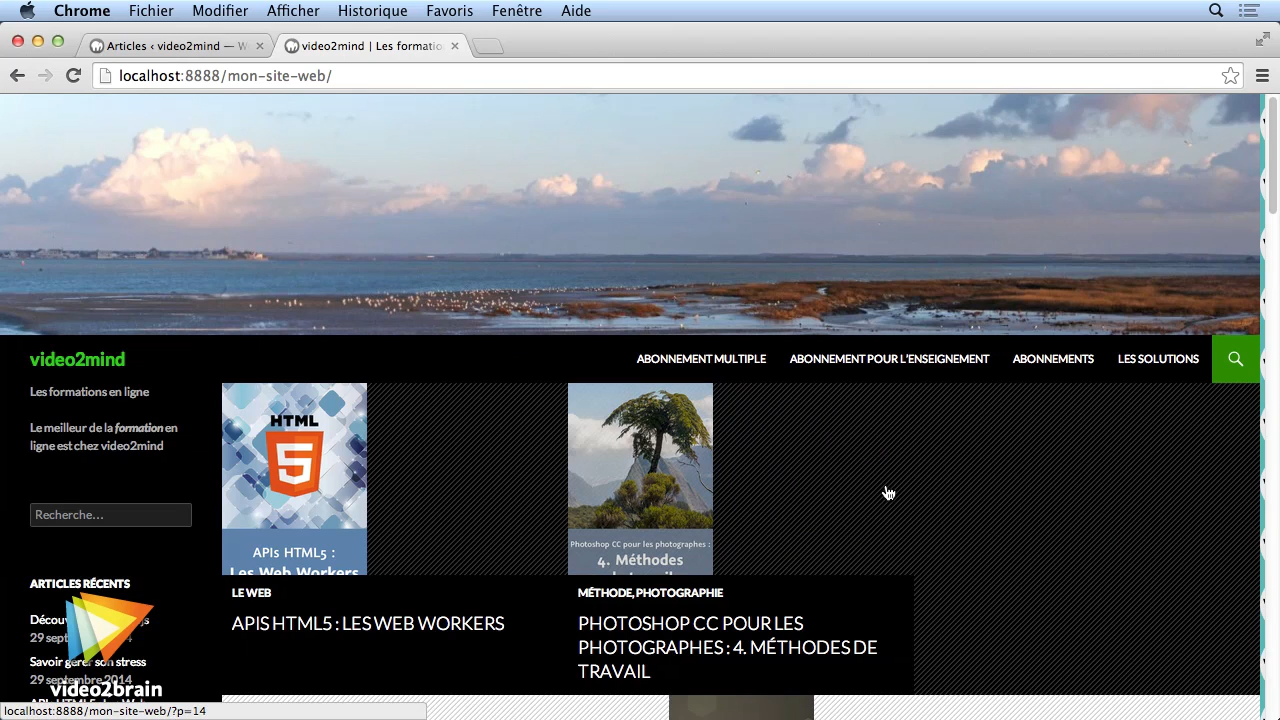 Chrome Fichier Modifier Afficher Historique Favoris Fenêtre Aide
Articles ‹ video2mind —
video2mind | Les formatio
localhost:8888/mon-site-web/
video2mind
ABONNEMENT MULTIPLE ABONNEMENT POUR L'ENSEIGNEMENT ABONNEMENTS LES SOLUTIONS
Les formations en ligne
Le meilleur de la formation en
ligne est chez video2mind
Recherche...
HTML
5
APIs HTML5 :
Les Web Workers
Photoshop CC pour les photographes :
4. Méthodes
ARTICLES RÉCENTS
29 sept
Savoir gérer son stress
29 septembre 2014
video2brain
LE WEB
APIS HTML5 : LES WEB WORKERS
MÉTHODE, PHOTOGRAPHIE
PHOTOSHOP CC POUR LES
PHOTOGRAPHES : 4. MÉTHODES DE
TRAVAIL
localhost:8888/mon-site-web/?p=14